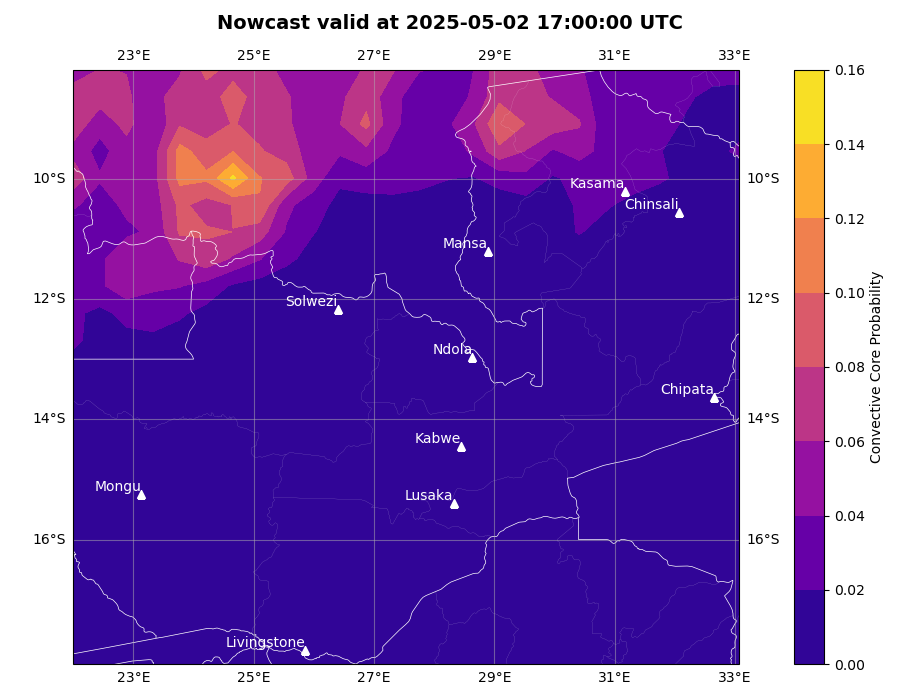 Nowcast valid at 2025-05-02 17:00:00 UTC
23°E 25°E 27°E 29°E 31°E 33°E
0.16
0.14
10°S Kasama 10°S
Chinsali
0.12
Mansa
0.10
12°S Solwezi 12°S
Ndola
0.08
Chipata
14°S 14°S
0.06
Kabwe
Mongu
Lusaka
0.04
16°S 16°S
0.02
Livingstone
0.00
23°E 25°E 27°E 29°E 31°E 33°E
Convective Core Probability